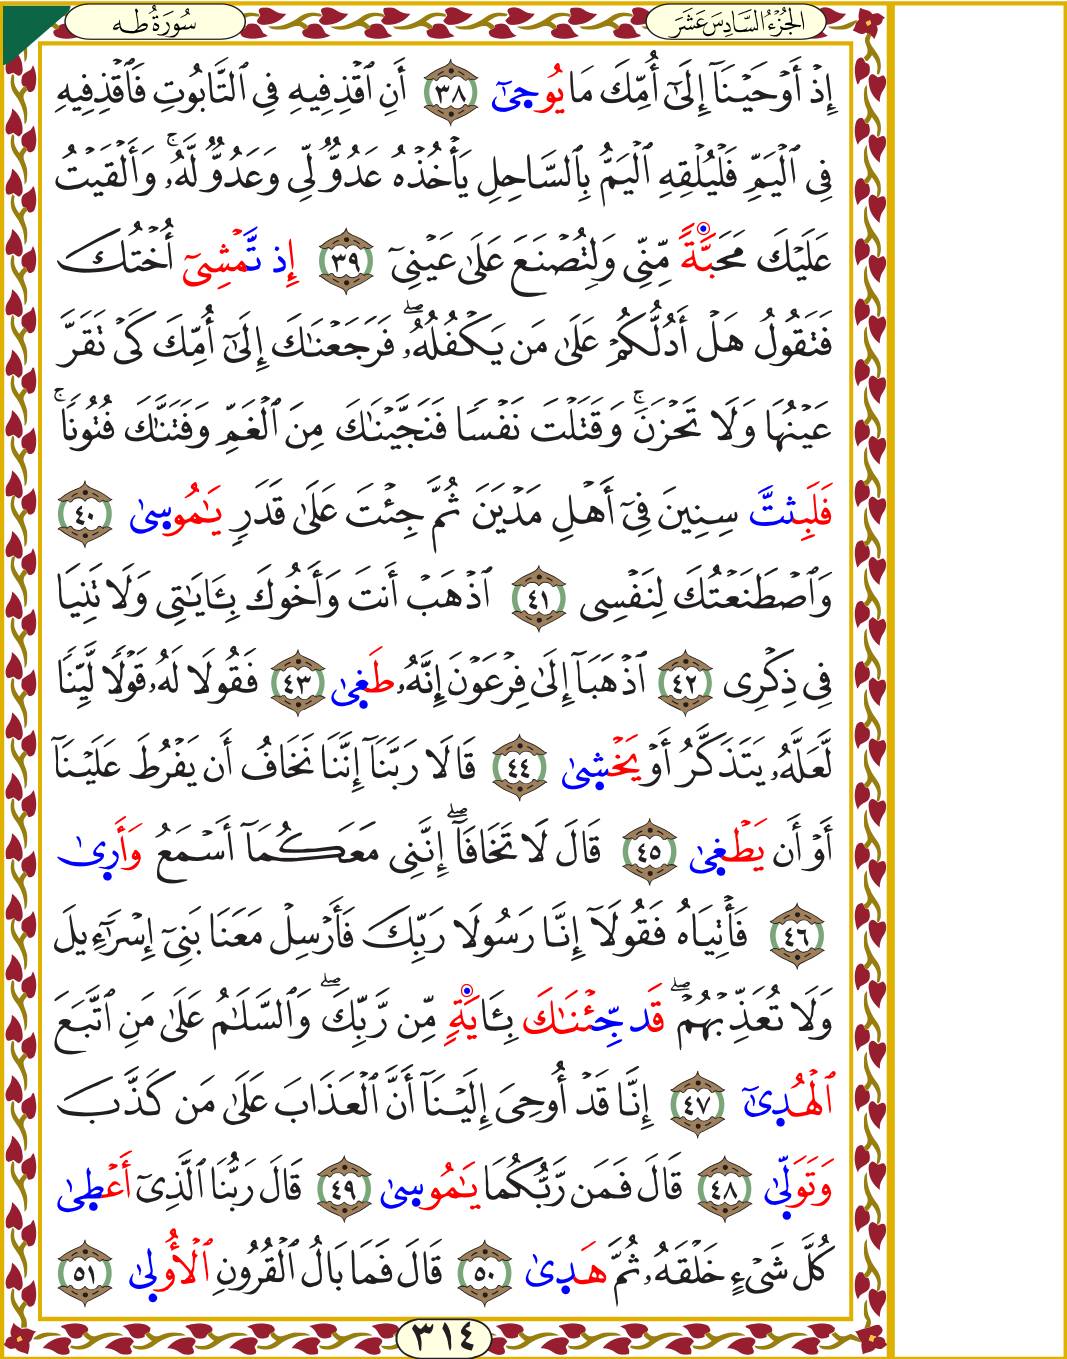 الجُزْءُ السَّادِسَ عَشَرَ
سُورَةُ طه
إِذْ أَوْحَيْنَآ إِلَىٰٓ أُمِّكَ مَا يُوحِىٰٓ ٣٨ أَنِ ٱقْذِفِيهِ فِى ٱلتَّابُوتِ فَٱقْذِفِيهِ
فِى ٱلْيَمِّ فَلْيُلْقِهِ ٱلْيَمُّ بِٱلسَّاحِلِ يَأْخُذْهُ عَدُوٌّ لِّى وَعَدُوٌّ لَّهُۥ ۚ وَأَلْقَيْتُ
عَلَيْكَ مَحَبَّةً مِّنِّى وَلِتُصْنَعَ عَلَىٰ عَيْنِىٓ ٣٩ إِذ تَّمْشِىٓ أُخْتُكَ
فَتَقُولُ هَلْ أَدُلُّكُمْ عَلَىٰ مَن يَكْفُلُهُۥ ۖ فَرَجَعْنَـٰكَ إِلَىٰٓ أُمِّكَ كَىْ تَقَرَّ
عَيْنُهَا وَلَا تَحْزَنَ ۚ وَقَتَلْتَ نَفْسًا فَنَجَّيْنَـٰكَ مِنَ ٱلْغَمِّ وَفَتَنَّـٰكَ فُتُونًا ۚ
فَلَبِثتَّ سِنِينَ فِىٓ أَهْلِ مَدْيَنَ ثُمَّ جِئْتَ عَلَىٰ قَدَرٍ يَـٰمُوسِىٰ ٤٠
وَٱصْطَنَعْتُكَ لِنَفْسِى ٤١ ٱذْهَبْ أَنتَ وَأَخُوكَ بِـَٔايَـٰتِى وَلَا تَنِيَا
فِى ذِكْرِى ٤٢ ٱذْهَبَآ إِلَىٰ فِرْعَوْنَ إِنَّهُۥ طَغِىٰ ٤٣ فَقُولَا لَهُۥ قَوْلًا لَّيِّنًا
لَّعَلَّهُۥ يَتَذَكَّرُ أَوْ يَخْشِىٰ ٤٤ قَالَا رَبَّنَآ إِنَّنَا نَخَافُ أَن يَفْرُطَ عَلَيْنَآ
أَوْ أَن يَطْغِىٰ ٤٥ قَالَ لَا تَخَافَآ ۖ إِنَّنِى مَعَكُمَآ أَسْمَعُ وَأَرِىٰ
٤٦ فَأْتِيَاهُ فَقُولَآ إِنَّا رَسُولَا رَبِّكَ فَأَرْسِلْ مَعَنَا بَنِىٓ إِسْرَٰٓءِيلَ
وَلَا تُعَذِّبْهُمْ ۖ قَد جِّئْنَـٰكَ بِـَٔايَةٍ مِّن رَّبِّكَ ۖ وَٱلسَّلَـٰمُ عَلَىٰ مَنِ ٱتَّبَعَ
ٱلْهُدِىٰٓ ٤٧ إِنَّا قَدْ أُوحِىَ إِلَيْنَآ أَنَّ ٱلْعَذَابَ عَلَىٰ مَن كَذَّبَ
وَتَوَلِّىٰ ٤٨ قَالَ فَمَن رَّبُّكُمَا يَـٰمُوسِىٰ ٤٩ قَالَ رَبُّنَا ٱلَّذِىٓ أَعْطِىٰ
كُلَّ شَىْءٍ خَلْقَهُۥ ثُمَّ هَدِىٰ ٥٠ قَالَ فَمَا بَالُ ٱلْقُرُونِ ٱلْأُولِىٰ ٥١
٣١٤